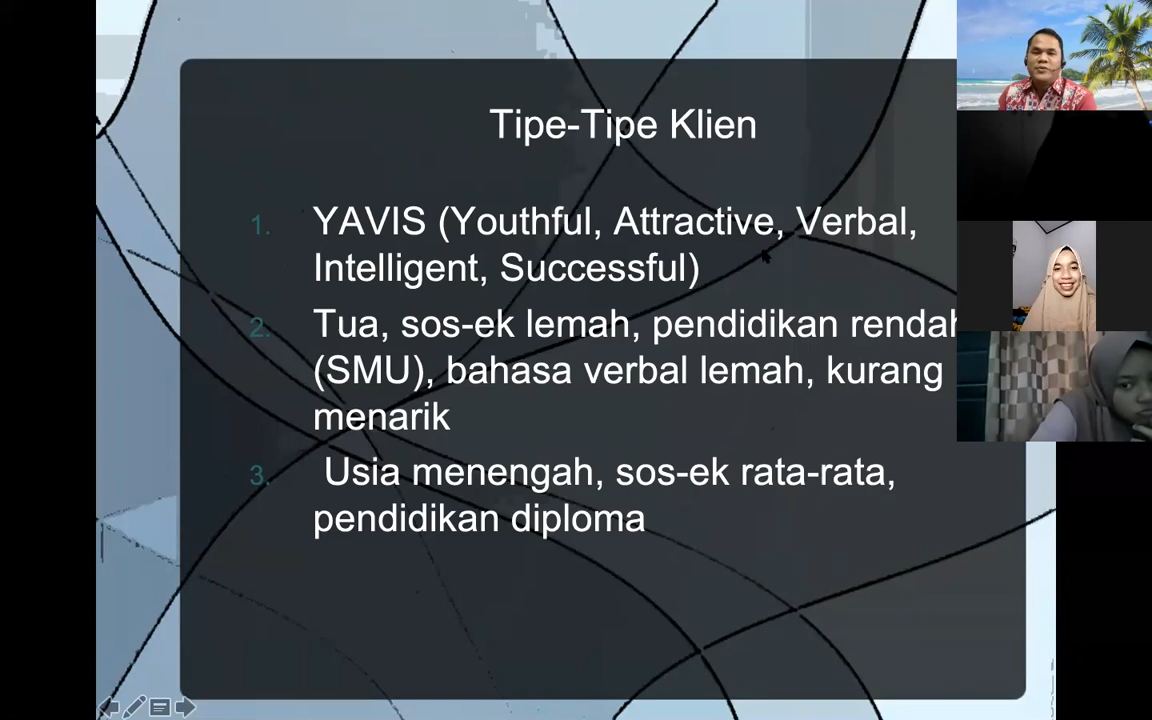 Tipe-Tipe Klien
1. YAVIS (Youthful, Attractive, Verbal,
Intelligent, Successful)
2. Tua, sos-ek lemah, pendidikan rendah
(SMU), bahasa verbal lemah, kurang
menarik
3. Usia menengah, sos-ek rata-rata,
pendidikan diploma